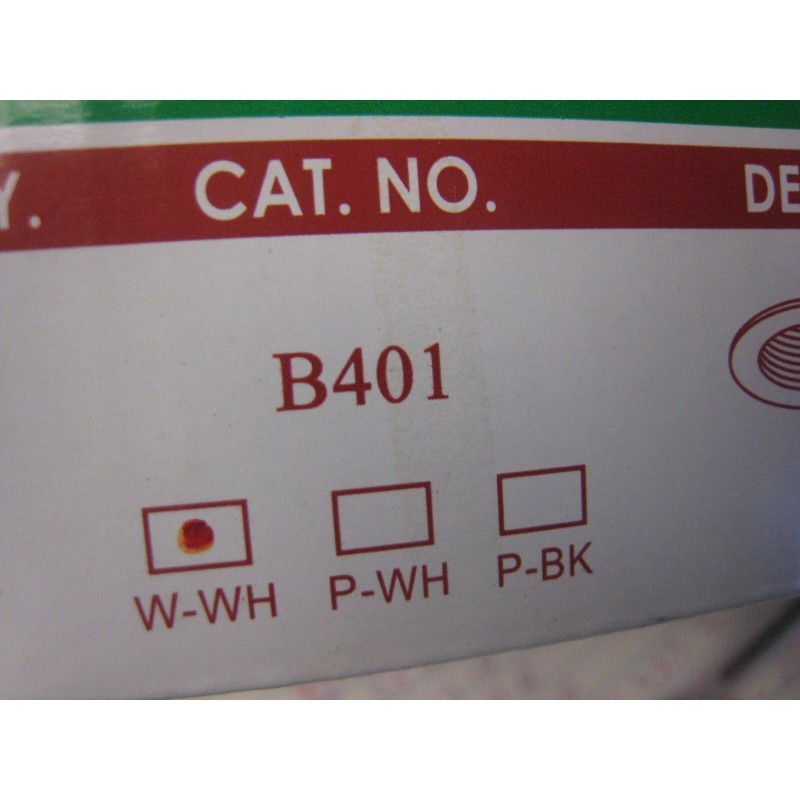 Y. CAT. NO. DE
B401
W-WH P-WH P-BK